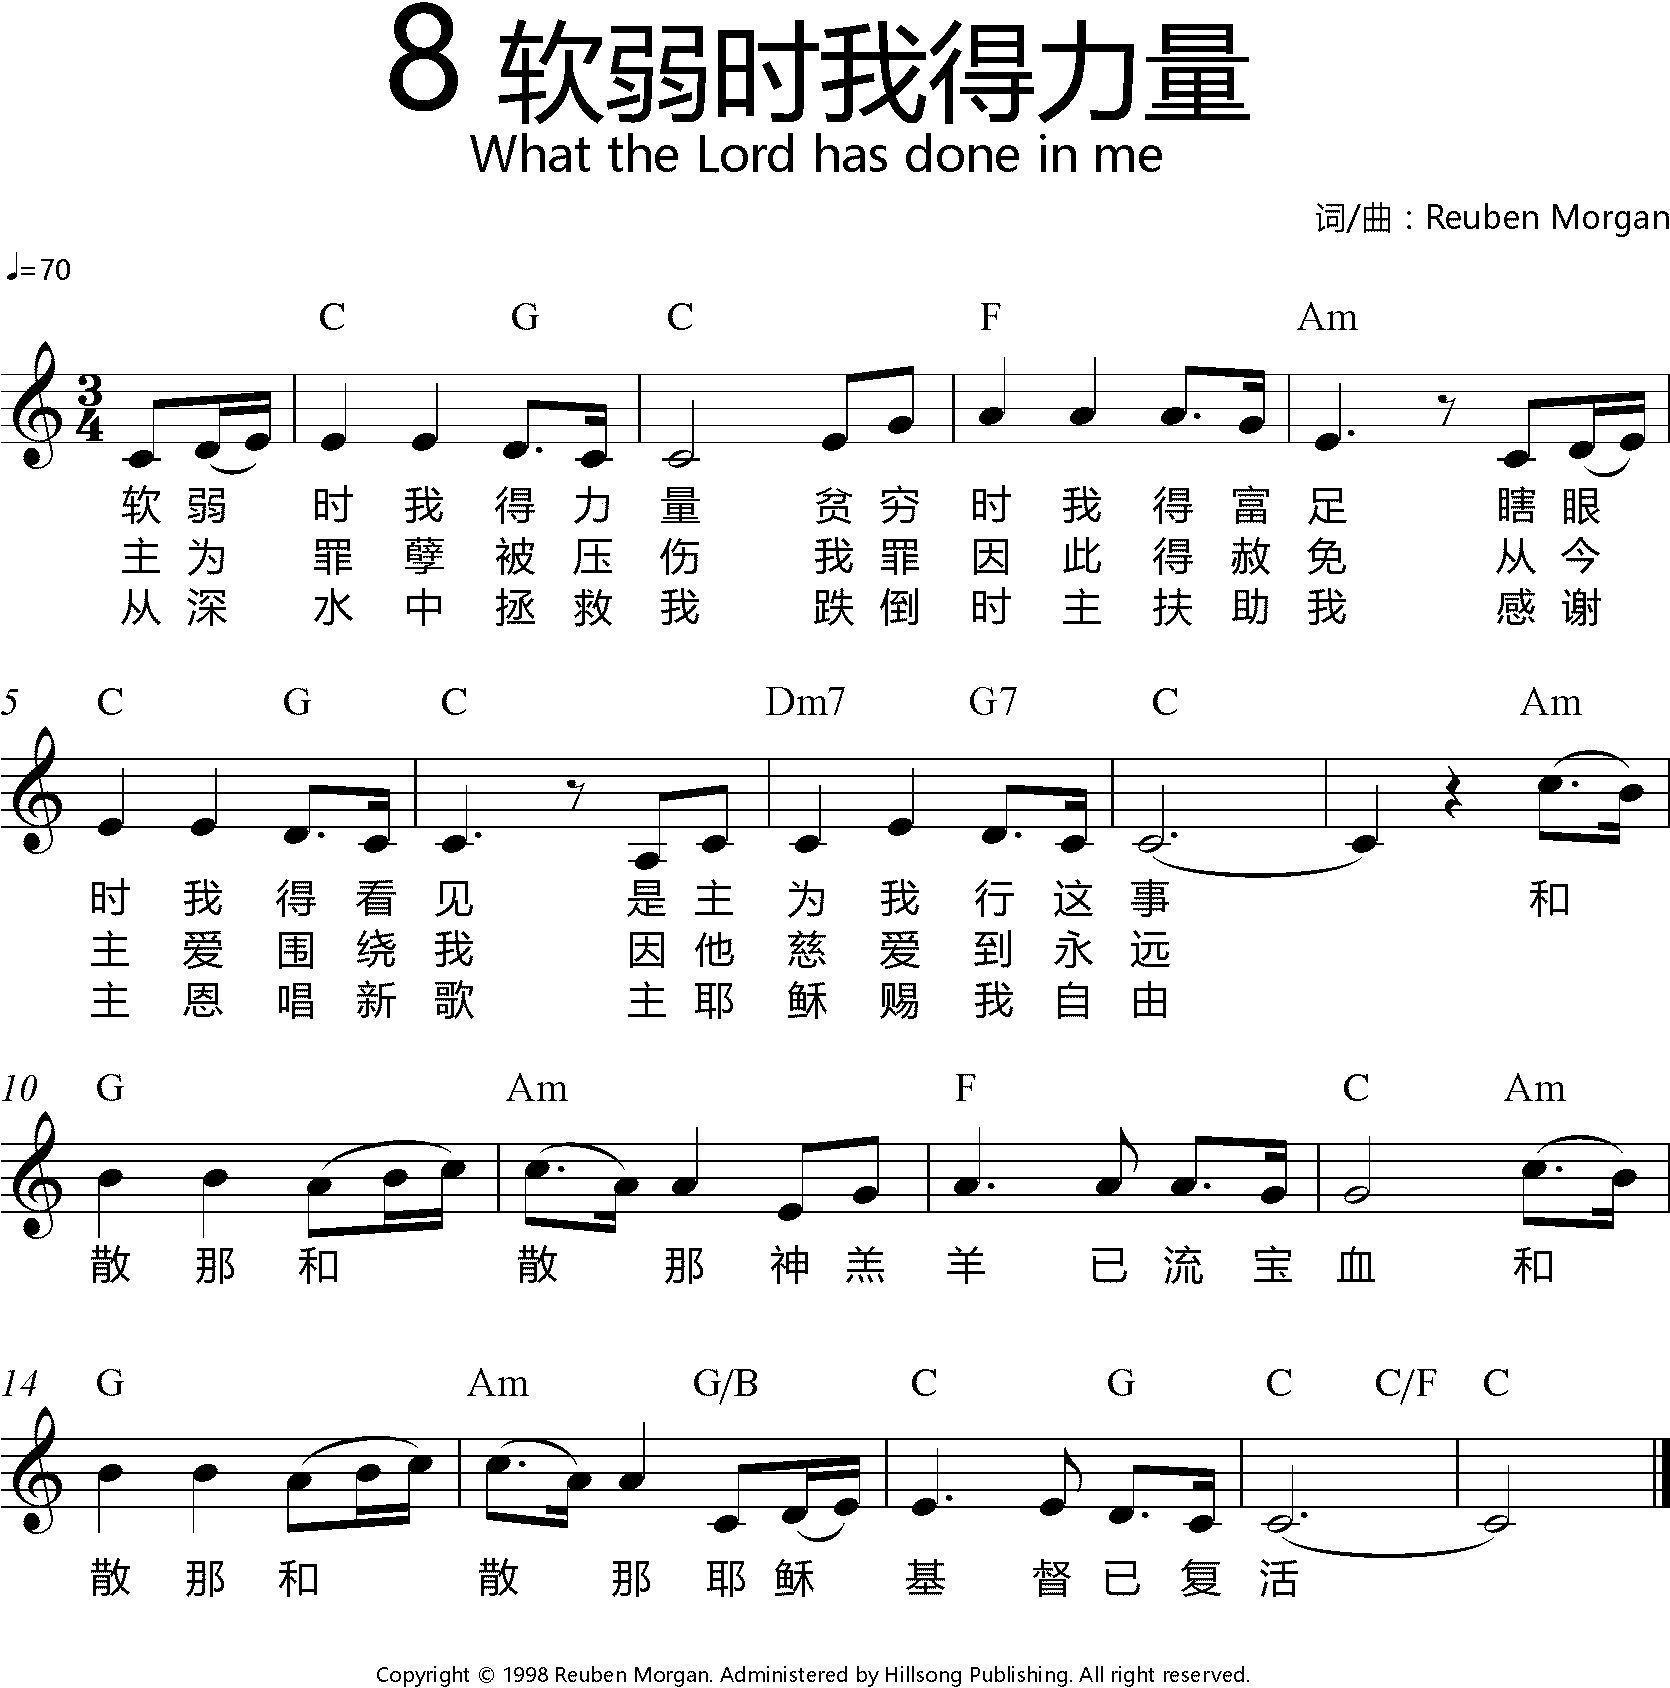 8 软弱时我得力量
What the Lord has done in me
词/曲：Reuben Morgan
♩=70
C G C F Am
3
4
软 弱 时 我 得 力 量 贫 穷 时 我 得 富 足 瞎 眼
主 为 罪 孽 被 压 伤 我 罪 因 此 得 赦 免 从 今
从 深 水 中 拯 救 我 跌 倒 时 主 扶 助 我 感 谢
5 C G C Dm7 G7 C Am
时 我 得 看 见 是 主 为 我 行 这 事 和
主 爱 围 绕 我 因 他 慈 爱 到 永 远
主 恩 唱 新 歌 主 耶 稣 赐 我 自 由
10 G Am F C Am
散 那 和 散 那 神 羔 羊 已 流 宝 血 和
14 G Am G/B C G C C/F C
散 那 和 散 那 耶 稣 基 督 已 复 活
Copyright © 1998 Reuben Morgan. Administered by Hillsong Publishing. All right reserved.